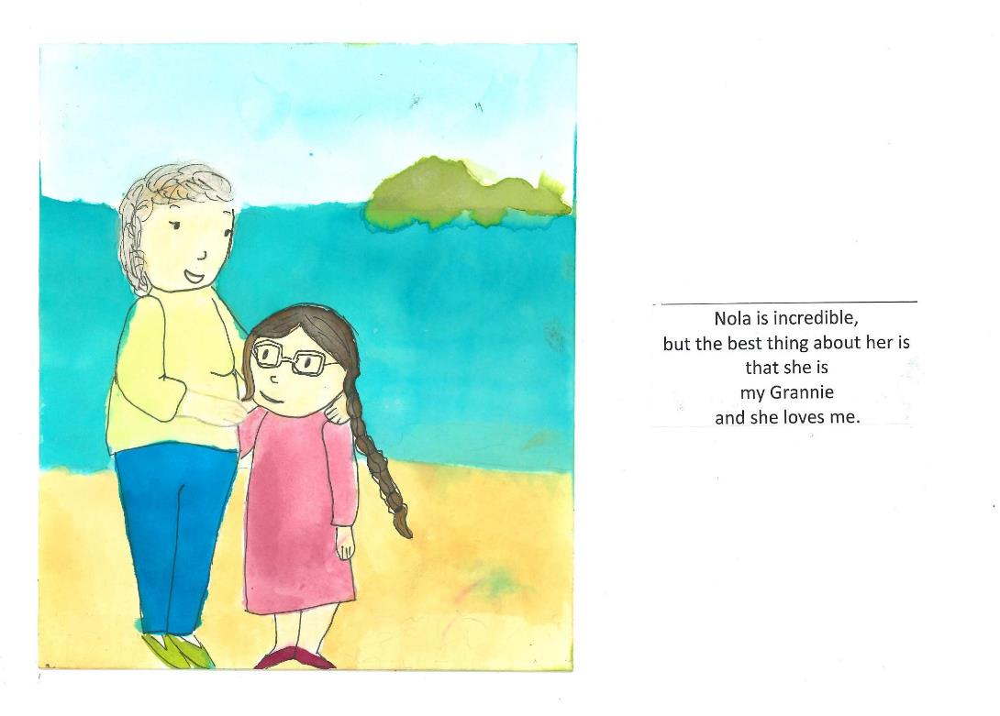 Nola is incredible,
but the best thing about her is
that she is
my Grannie
and she loves me.